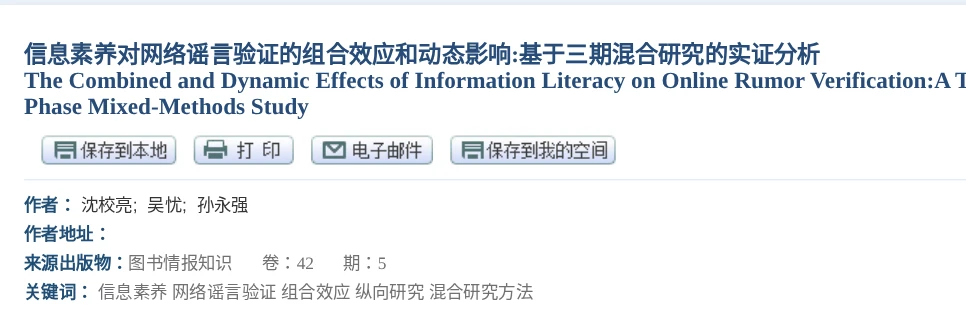 信息素养对网络谣言验证的组合效应和动态影响:基于三期混合研究的实证分析
The Combined and Dynamic Effects of Information Literacy on Online Rumor Verification:A
Phase Mixed-Methods Study
保存到本地 打 印 电子邮件 保存到我的空间
作者： 沈校亮; 吴忧; 孙永强
作者地址：
来源出版物：图书情报知识 卷：42 期：5
关键词： 信息素养 网络谣言验证 组合效应 纵向研究 混合研究方法